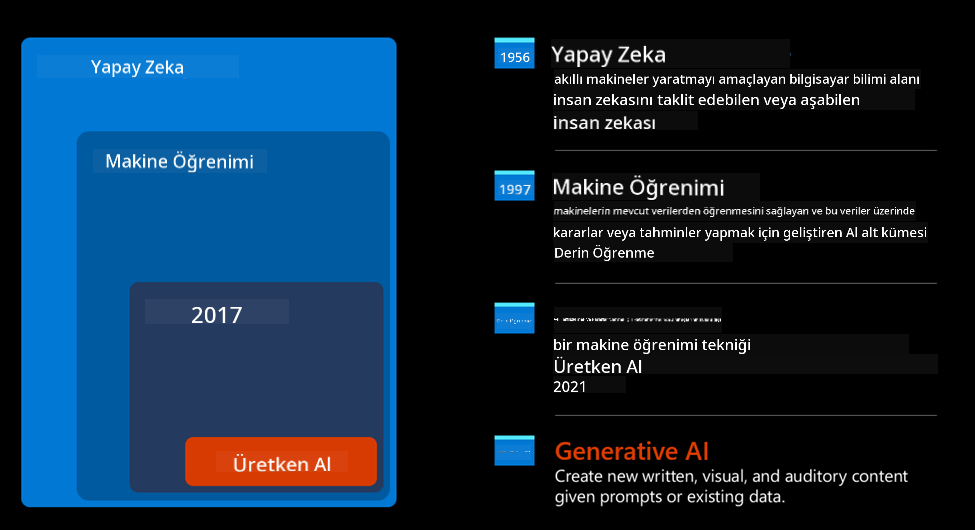 Yapay Zeka
Makine Öğrenimi
2017
Üretken AI
1956
Yapay Zeka
akıllı makineler yaratmayı amaçlayan bilgisayar bilimi alanı
insan zekasını taklit edebilen veya aşabilen
insan zekası
1997
Makine Öğrenimi
makinelerin mevcut verilerden öğrenmesini sağlayan ve bu veriler üzerinde
kararlar veya tahminler yapmak için geliştiren AI alt kümesi
Derin Öğrenme
Derin Öğrenme
bir makine öğrenimi tekniği
Üretken AI
2021
Generative AI
Create new written, visual, and auditory content
given prompts or existing data.